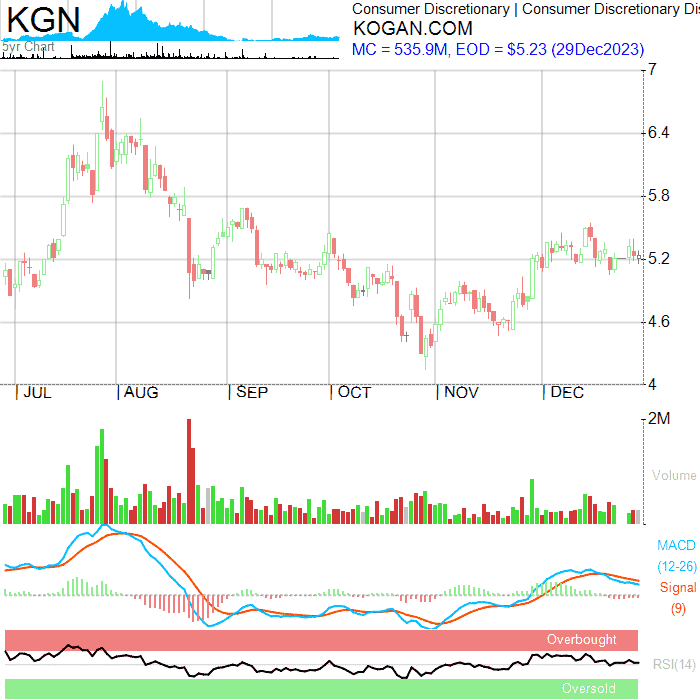 KGN
5yr Chart
Consumer Discretionary | Consumer Discretionary Dis
KOGAN.COM
MC = 535.9M, EOD = $5.23 (29Dec2023)
7
6.4
5.8
5.2
4.6
4
|JUL |AUG |SEP |OCT |NOV |DEC
2M
Volume
MACD
(12-26)
Signal
(9)
Overbought
RSI(14)
Oversold